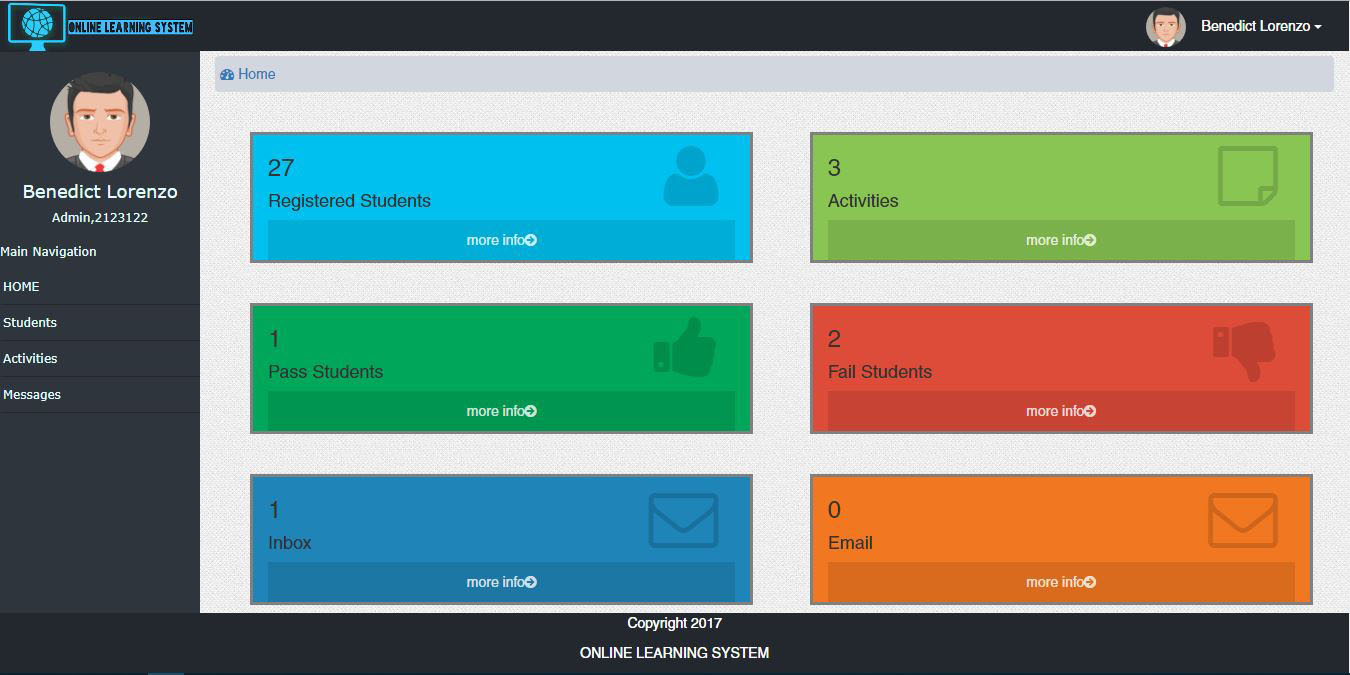 ONLINE LEARNING SYSTEM
Benedict Lorenzo
Benedict Lorenzo
Admin,2123122
Main Navigation
HOME
Students
Activities
Messages
Home
27
Registered Students
more info
3
Activities
more info
1
Pass Students
more info
2
Fail Students
more info
1
Inbox
more info
0
Email
more info
Copyright 2017
ONLINE LEARNING SYSTEM